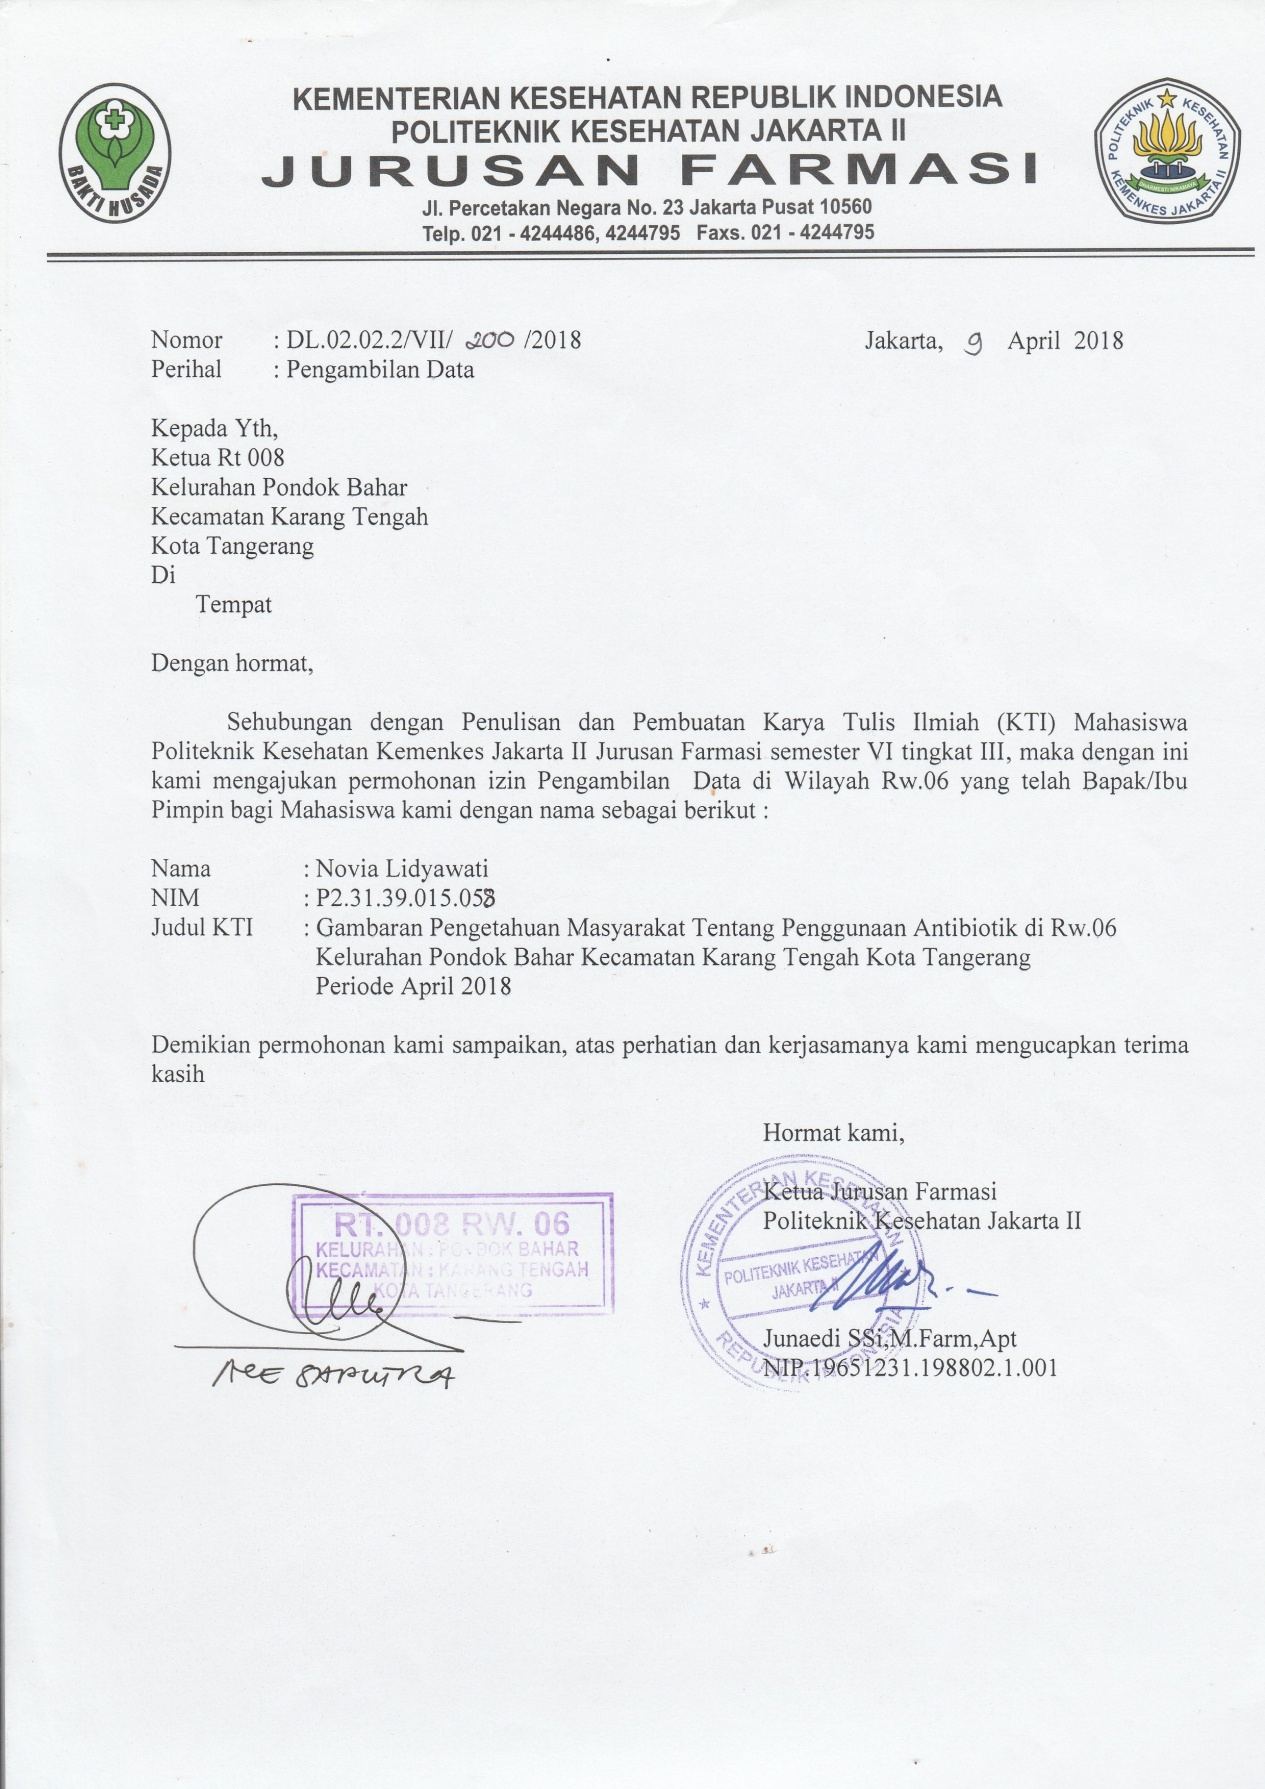 KEMENTERIAN KESEHATAN REPUBLIK INDONESIA
POLITEKNIK KESEHATAN JAKARTA II
JURUSAN FARMASI
Jl. Percetakan Negara No. 23 Jakarta Pusat 10560
Telp. 021 - 4244486, 4244795 Faxs. 021 - 4244795
BAKTI HUSADA
POLITEKNIK KESEHATAN
KEMENKES JAKARTA II
Nomor : DL.02.02.2/VII/ 200 /2018 Jakarta, 9 April 2018
Perihal : Pengambilan Data
Kepada Yth,
Ketua Rt 008
Kelurahan Pondok Bahar
Kecamatan Karang Tengah
Kota Tangerang
Di
Tempat
Dengan hormat,
Sehubungan dengan Penulisan dan Pembuatan Karya Tulis Ilmiah (KTI) Mahasiswa
Politeknik Kesehatan Kemenkes Jakarta II Jurusan Farmasi semester VI tingkat III, maka dengan ini
kami mengajukan permohonan izin Pengambilan Data di Wilayah Rw.06 yang telah Bapak/Ibu
Pimpin bagi Mahasiswa kami dengan nama sebagai berikut :
Nama : Novia Lidyawati
NIM : P2.31.39.015.058
Judul KTI : Gambaran Pengetahuan Masyarakat Tentang Penggunaan Antibiotik di Rw.06
Kelurahan Pondok Bahar Kecamatan Karang Tengah Kota Tangerang
Periode April 2018
Demikian permohonan kami sampaikan, atas perhatian dan kerjasamanya kami mengucapkan terima
kasih
Hormat kami,
Ketua Jurusan Farmasi
Politeknik Kesehatan Jakarta II
KEMENTERIAN KESEHATAN
POLITEKNIK KESEHATAN
JAKARTA II
REPUBLIK INDONESIA
Junaedi SSi,M.Farm,Apt
NIP.19651231.198802.1.001
RT. 008 RW. 06
KELURAHAN : PONDOK BAHAR
KECAMATAN : KARANG TENGAH
KOTA TANGERANG
SAPUTRA